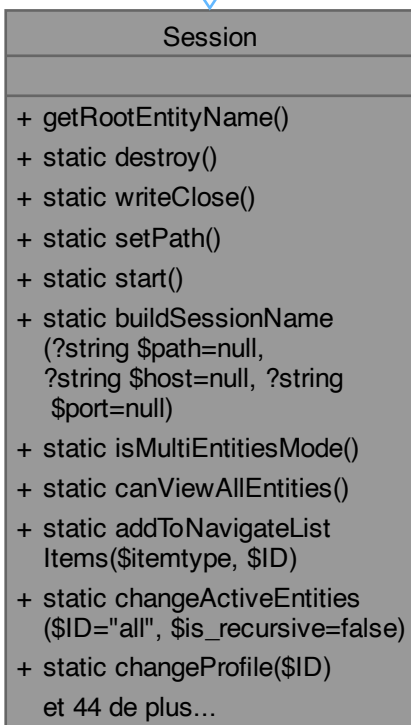 Session
+ getRootEntityName()
+ static destroy()
+ static writeClose()
+ static setPath()
+ static start()
+ static buildSessionName
(?string $path=null,
?string $host=null, ?string
$port=null)
+ static isMultiEntitiesMode()
+ static canViewAllEntities()
+ static addToNavigateList
Items($itemtype, $ID)
+ static changeActiveEntities
($ID="all", $is_recursive=false)
+ static changeProfile($ID)
et 44 de plus...